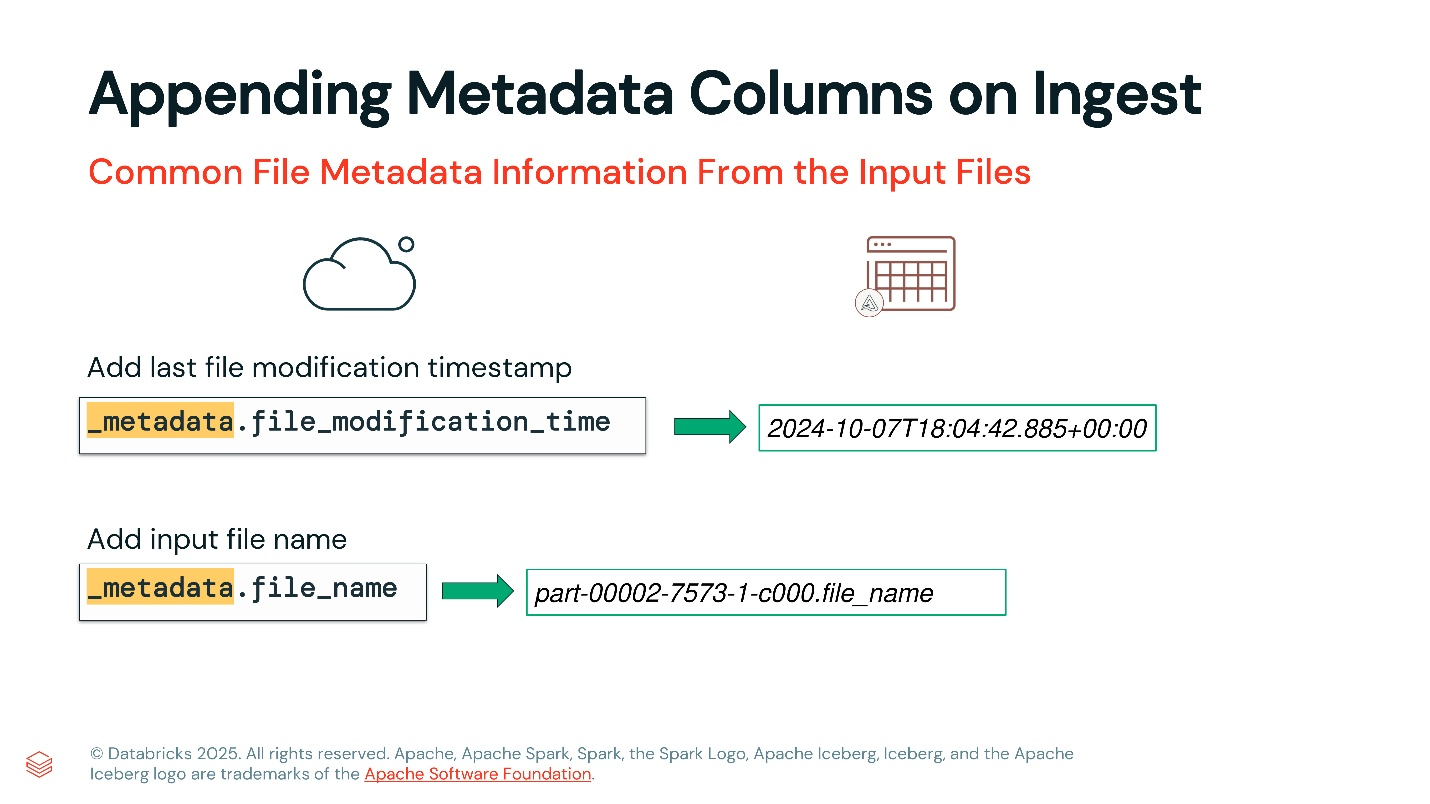 Appending Metadata Columns on Ingest
Common File Metadata Information From the Input Files
Add last file modification timestamp
_metadata.file_modification_time
2024-10-07T18:04:42.885+00:00
Add input file name
_metadata.file_name
part-00002-7573-1-c000.file_name
© Databricks 2025. All rights reserved. Apache, Apache Spark, Spark, the Spark Logo, Apache Iceberg, Iceberg, and the Apache
Iceberg logo are trademarks of the Apache Software Foundation.